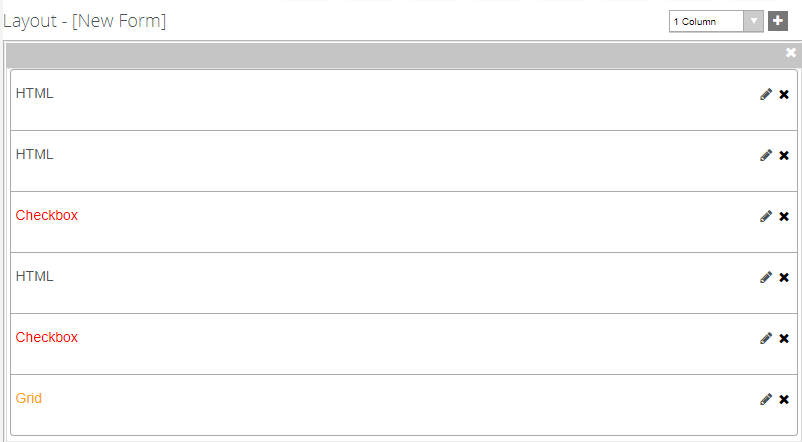 Layout - [New Form]
1 Column
HTML
HTML
Checkbox
HTML
Checkbox
Grid